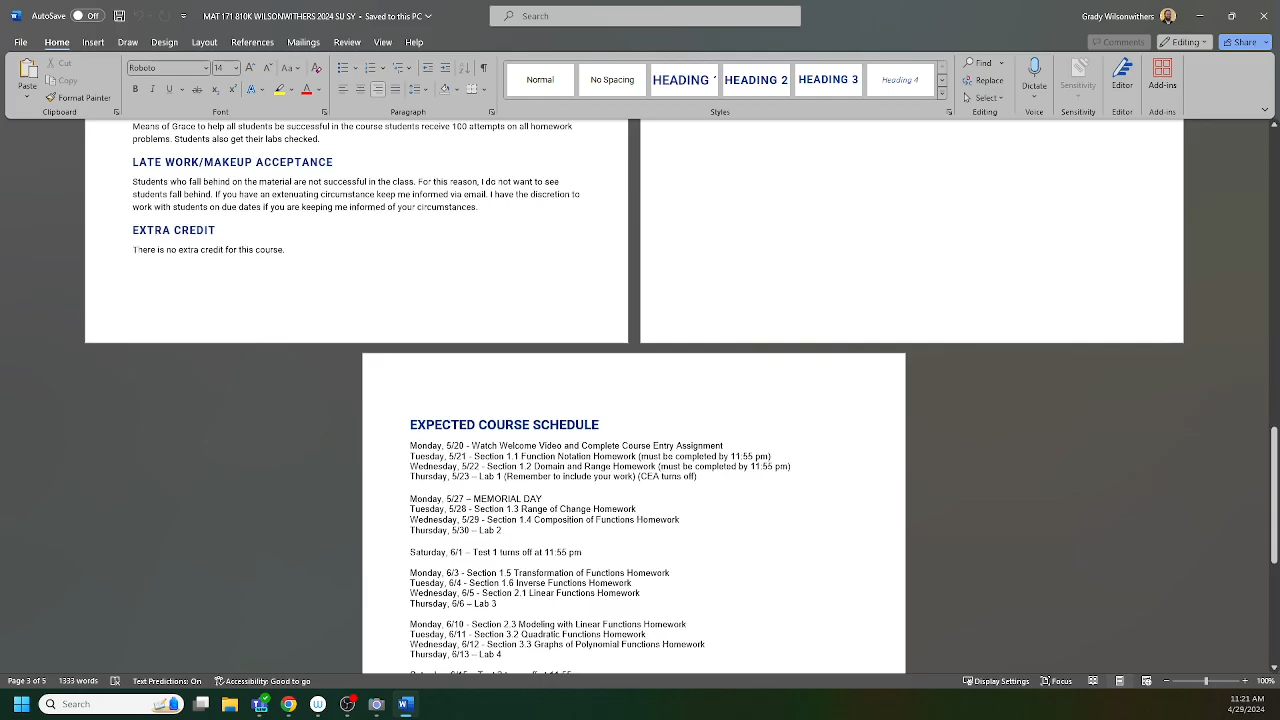 AutoSave Off MAT 171 810K WILSONWITHERS 2024 SU SY • Saved to this PC Search Grady Wilsonwithers
File Home Insert Draw Design Layout References Mailings Review View Help Comments Editing Share
Paste Cut Copy Format Painter
Roboto 14
Normal No Spacing HEADING HEADING 2 HEADING 3 Heading 4
Find Replace Select Dictate Sensitivity Editor Add-ins
Clipboard Font Paragraph Styles Editing Voice Sensitivity Editor Add-ins
Means of Grace to help all students be successful in the course students receive 100 attempts on all homework
problems. Students also get their labs checked.
LATE WORK/MAKEUP ACCEPTANCE
Students who fall behind on the material are not successful in the class. For this reason, I do not want to see
students fall behind. If you have an extenuating circumstance keep me informed via email. I have the discretion to
work with students on due dates if you are keeping me informed of your circumstances.
EXTRA CREDIT
There is no extra credit for this course.
EXPECTED COURSE SCHEDULE
Monday, 5/20 - Watch Welcome Video and Complete Course Entry Assignment
Tuesday, 5/21 - Section 1.1 Function Notation Homework (must be completed by 11:55 pm)
Wednesday, 5/22 - Section 1.2 Domain and Range Homework (must be completed by 11:55 pm)
Thursday, 5/23 – Lab 1 (Remember to include your work) (CEA turns off)
Monday, 5/27 – MEMORIAL DAY
Tuesday, 5/28 - Section 1.3 Range of Change Homework
Wednesday, 5/29 - Section 1.4 Composition of Functions Homework
Thursday, 5/30 – Lab 2
Saturday, 6/1 – Test 1 turns off at 11:55 pm
Monday, 6/3 - Section 1.5 Transformation of Functions Homework
Tuesday, 6/4 - Section 1.6 Inverse Functions Homework
Wednesday, 6/5 - Section 2.1 Linear Functions Homework
Thursday, 6/6 – Lab 3
Monday, 6/10 - Section 2.3 Modeling with Linear Functions Homework
Tuesday, 6/11 - Section 3.2 Quadratic Functions Homework
Wednesday, 6/12 - Section 3.3 Graphs of Polynomial Functions Homework
Thursday, 6/13 – Lab 4
Page 3 of 5 1333 words Text Predictions: On Accessibility: Good to go Display Settings Focus 100%
Search 11:21 AM
4/29/2024